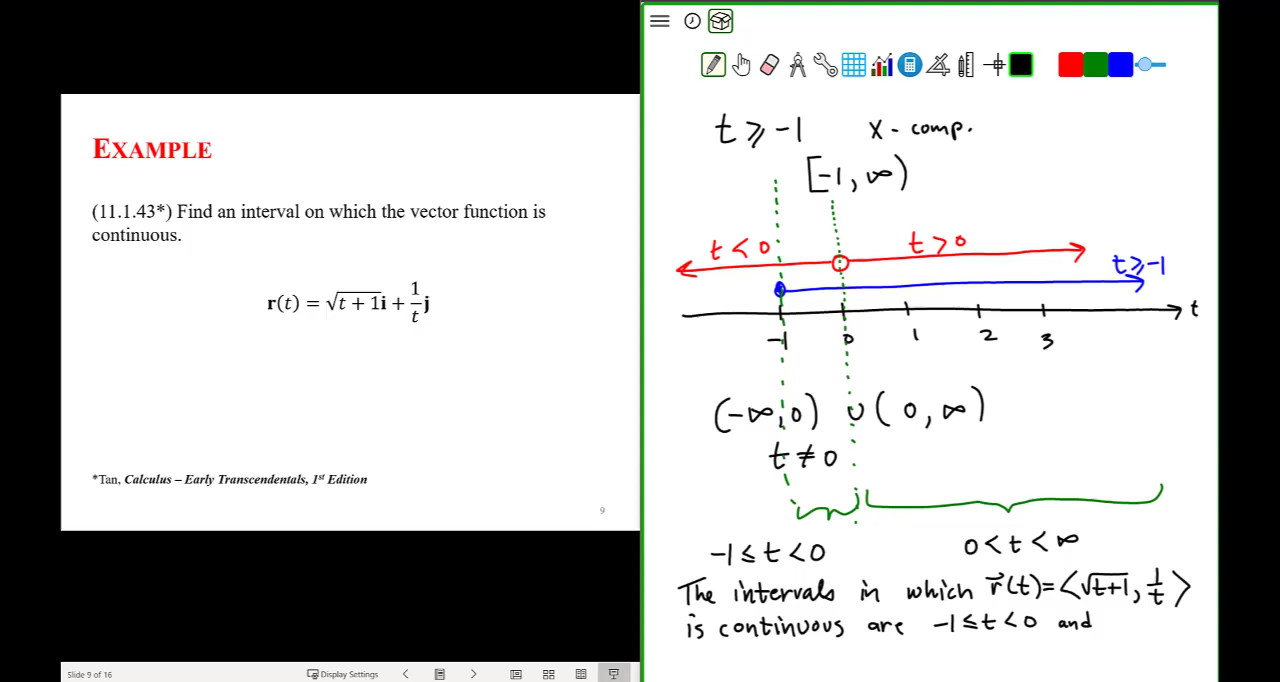 EXAMPLE
(11.1.43*) Find an interval on which the vector function is
continuous.
r(t) = √t + 1i + 1/t j
*Tan, Calculus – Early Transcendentals, 1st Edition
9
Slide 9 of 16
Display Settings
t ⩾ -1 x - comp.
[-1, ∞)
t < 0 t > 0
t ⩾ -1
t
-1 0 1 2 3
(-∞, 0) ∪ (0, ∞)
t ≠ 0
-1 ≤ t < 0 0 < t < ∞
The intervals in which r⃗(t) = ⟨√t+1, 1/t⟩
is continuous are -1 ≤ t < 0 and